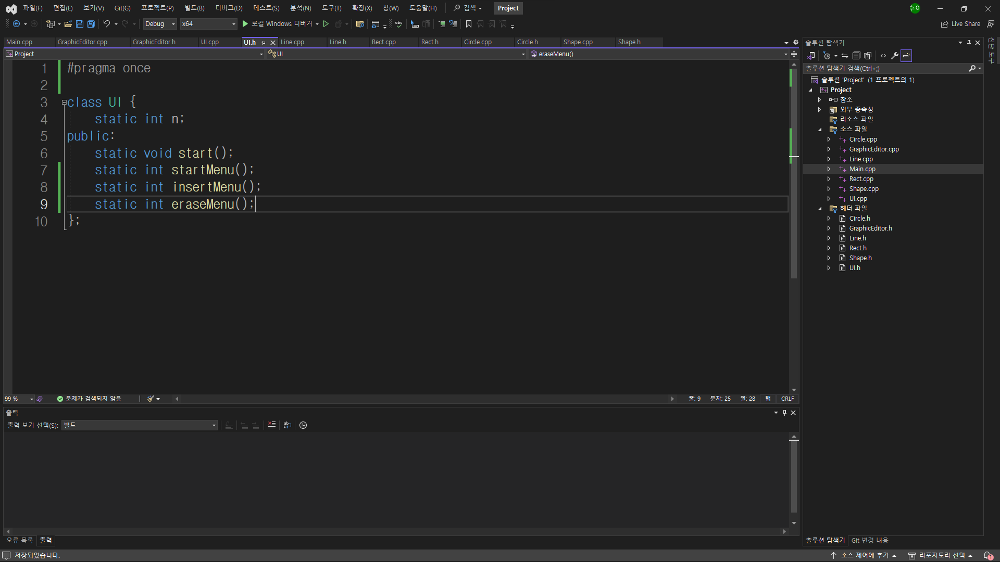 파일(F) 편집(E) 보기(V) Git(G) 프로젝트(P) 빌드(B) 디버그(D) 테스트(S) 분석(N) 도구(T) 확장(X) 창(W) 도움말(H) 검색 Project
Debug x64 로컬 Windows 디버거 Live Share
Main.cpp GraphicEditor.cpp GraphicEditor.h UI.cpp UI.h Line.cpp Line.h Rect.cpp Rect.h Circle.cpp Circle.h Shape.cpp Shape.h
Project UI eraseMenu()
1 #pragma once
2
3 class UI {
4 static int n;
5 public:
6 static void start();
7 static int startMenu();
8 static int insertMenu();
9 static int eraseMenu();
10 };
99 % 문제가 검색되지 않음 줄: 9 문자: 25 열: 28 탭 CRLF
출력
출력 보기 선택(S): 빌드
오류 목록 출력
솔루션 탐색기
솔루션 탐색기 검색(Ctrl+;)
솔루션 'Project' (1 프로젝트의 1)
Project
참조
외부 종속성
리소스 파일
소스 파일
Circle.cpp
GraphicEditor.cpp
Line.cpp
Main.cpp
Rect.cpp
Shape.cpp
UI.cpp
헤더 파일
Circle.h
GraphicEditor.h
Line.h
Rect.h
Shape.h
UI.h
솔루션 탐색기 Git 변경 내용
진단 도구
저장되었습니다. 소스 제어에 추가 리포지토리 선택 1